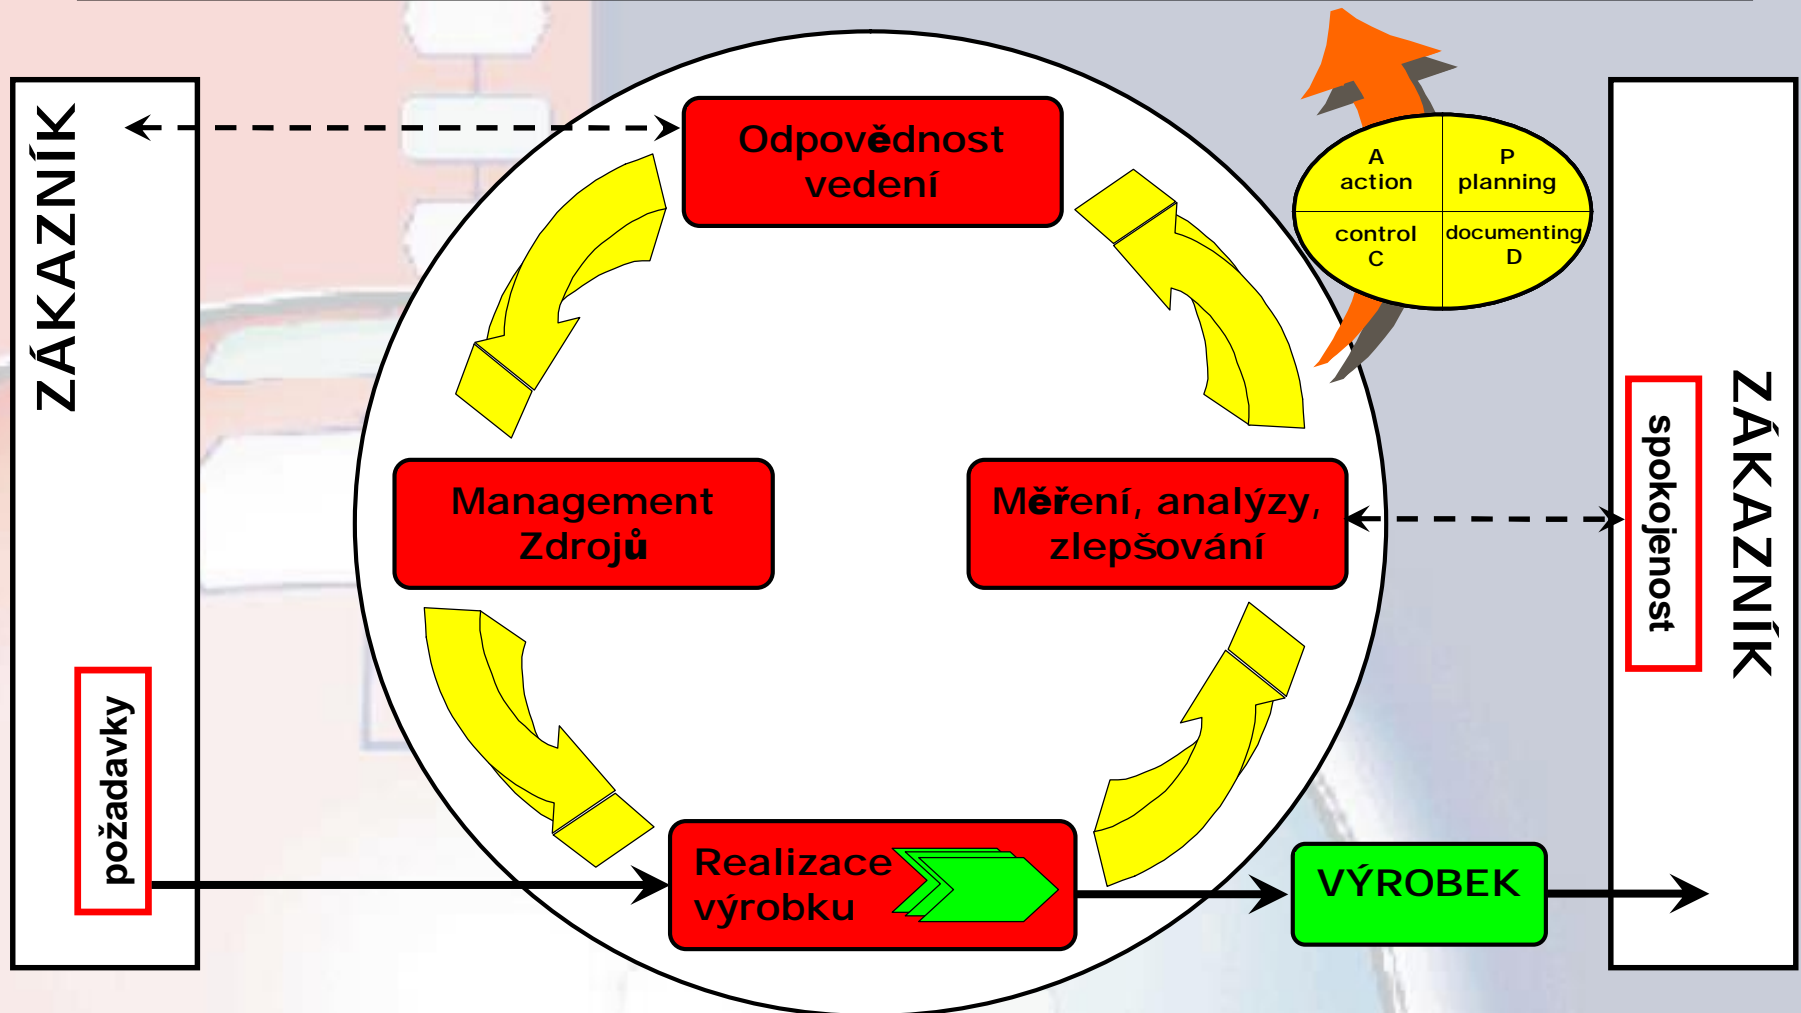 ZÁKAZNÍK
požadavky
Odpovědnost
vedení
Management
Zdrojů
Měření, analýzy,
zlepšování
Realizace
výrobku
VÝROBEK
A
action
P
planning
control
C
documenting
D
spokojenost
ZÁKAZNÍK